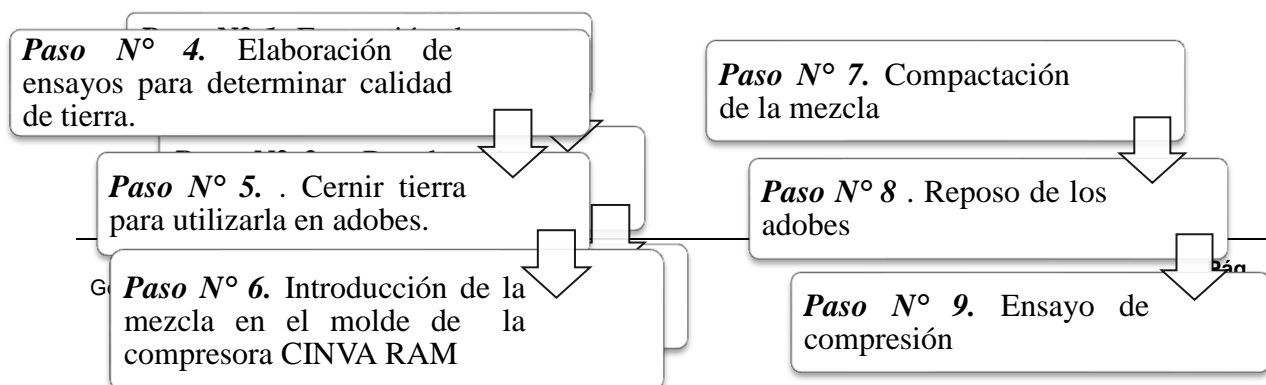 Paso N° 4. Elaboración de
ensayos para determinar calidad
de tierra.
Paso N° 5. . Cernir tierra
para utilizarla en adobes.
Paso N° 6. Introducción de la
mezcla en el molde de la
compresora CINVA RAM
Paso N° 7. Compactación
de la mezcla
Paso N° 8 . Reposo de los
adobes
Pág
Paso N° 9. Ensayo de
compresión